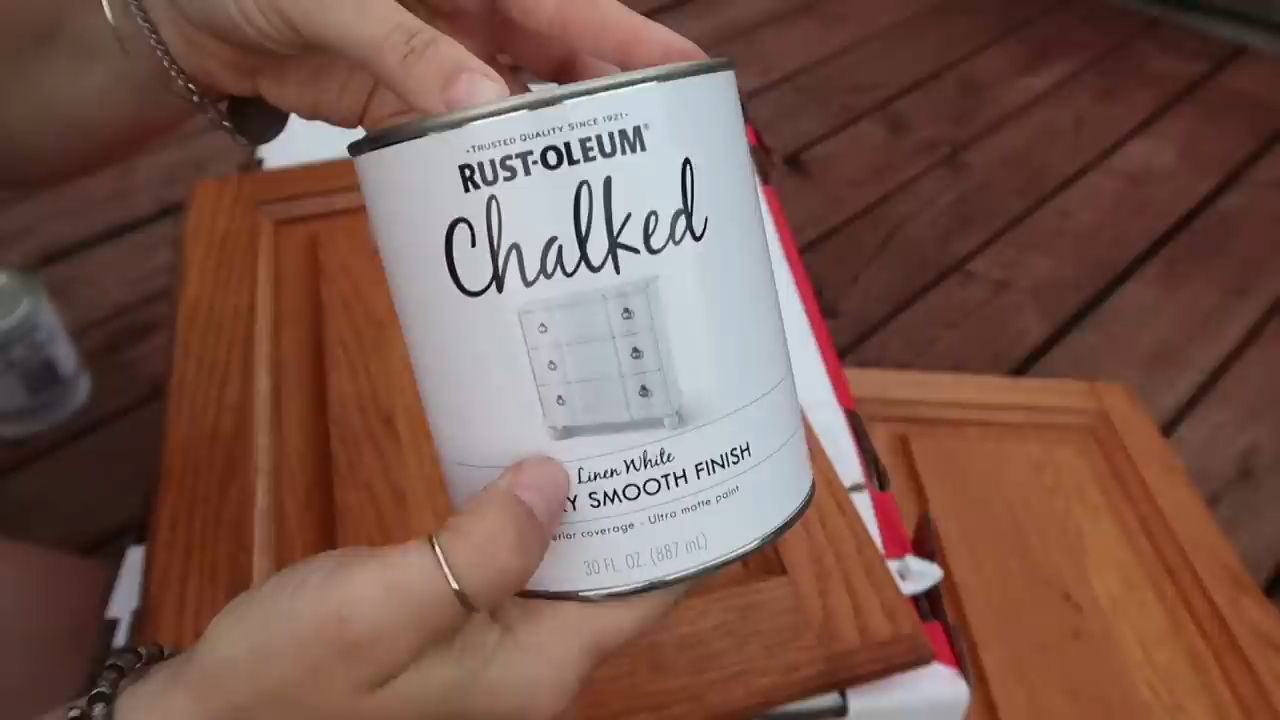 •TRUSTED QUALITY SINCE 1921•
RUST-OLEUM®
Chalked
Linen White
SMOOTH FINISH
coverage - Ultra matte paint
30 FL. OZ. (887 mL)